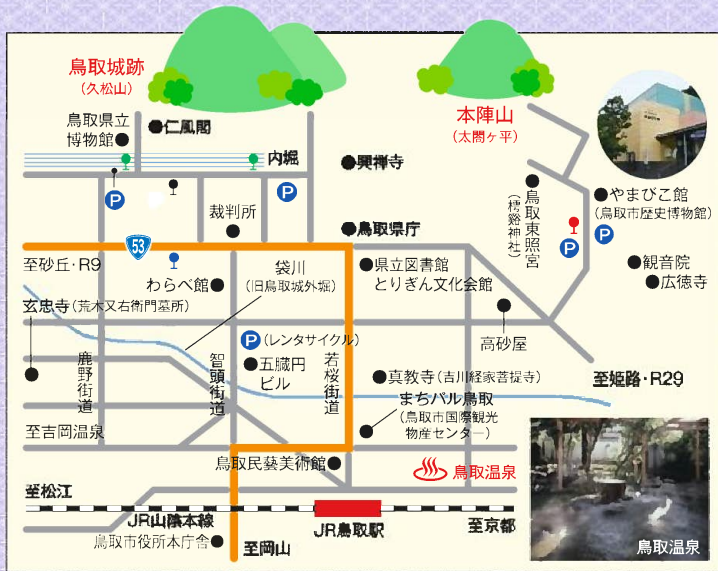 鳥取城跡
(久松山)
本陣山
(太閤ヶ平)
鳥取県立
博物館
仁風閣
内堀
興禅寺
P
P
裁判所
鳥取県庁
鳥取東照宮
(樗谿神社)
P
P
やまびこ館
(鳥取市歴史博物館)
観音院
広徳寺
53
至砂丘・R9
わらべ館
袋川
(旧鳥取城外堀)
県立図書館
とりぎん文化会館
玄忠寺(荒木又右衛門墓所)
高砂屋
P(レンタサイクル)
五臓円
ビル
鹿野街道
智頭街道
若桜街道
至姫路・R29
真教寺(吉川経家菩提寺)
まちパル鳥取
(鳥取市国際観光
物産センター)
至吉岡温泉
鳥取民藝美術館
鳥取温泉
至松江
JR山陰本線
JR鳥取駅
至京都
鳥取市役所本庁舎
至岡山
鳥取温泉